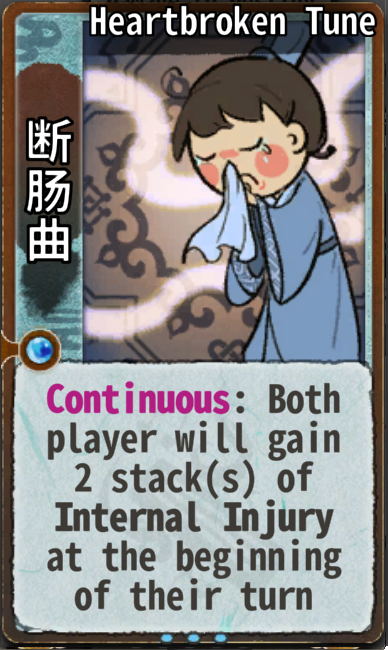 Heartbroken Tune
断肠曲
Continuous: Both
player will gain
2 stack(s) of
Internal Injury
at the beginning
of their turn